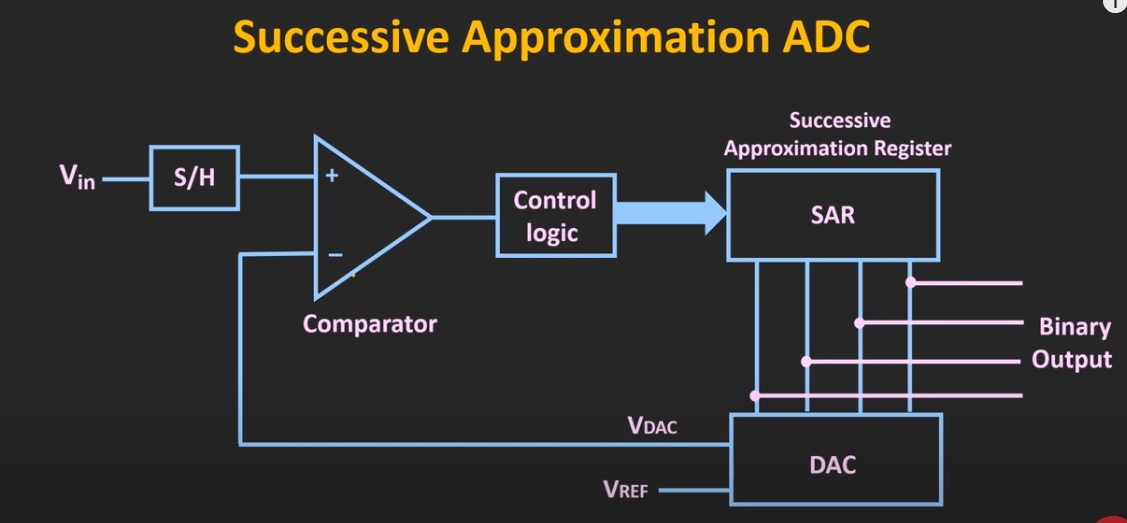 Successive Approximation ADC
Successive
Approximation Register
Vin
S/H
+
−
Control
logic
SAR
Comparator
Binary
Output
VDAC
DAC
VREF